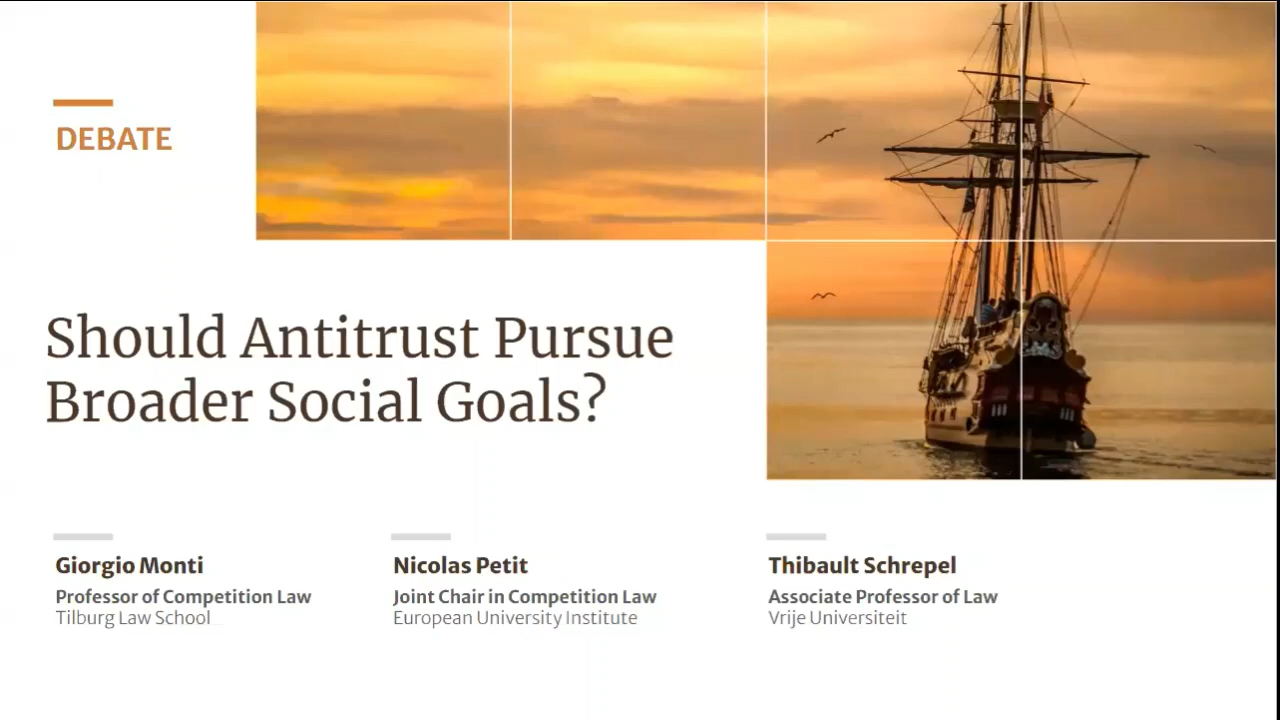 DEBATE
Should Antitrust Pursue
Broader Social Goals?
Giorgio Monti
Professor of Competition Law
Tilburg Law School
Nicolas Petit
Joint Chair in Competition Law
European University Institute
Thibault Schrepel
Associate Professor of Law
Vrije Universiteit